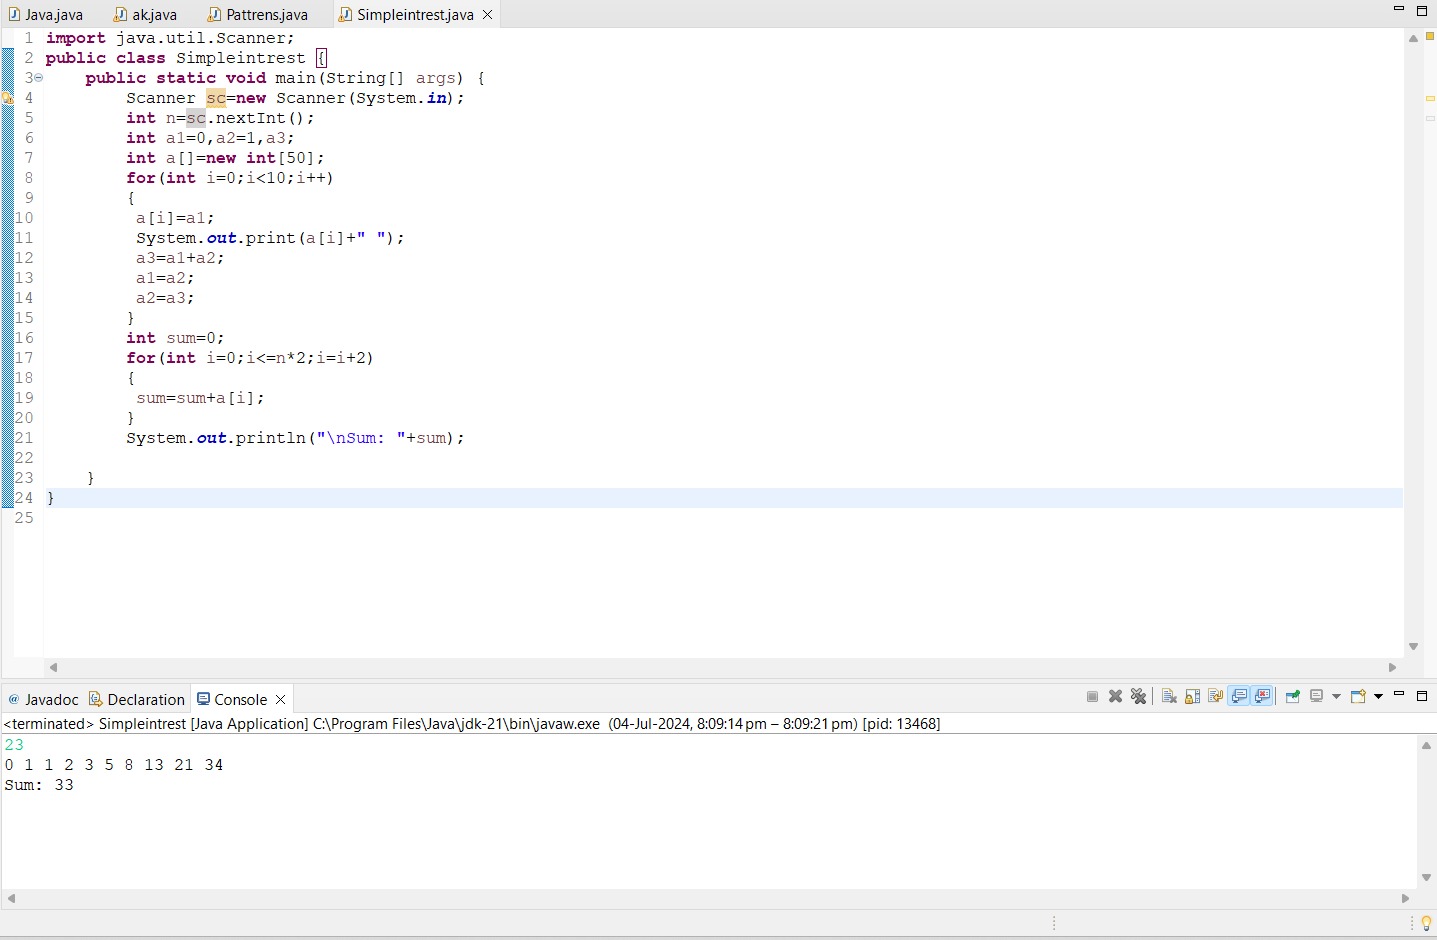 Java.java ak.java Pattrens.java Simpleintrest.java
1 import java.util.Scanner;
2 public class Simpleintrest {
3 public static void main(String[] args) {
4 Scanner sc=new Scanner(System.in);
5 int n=sc.nextInt();
6 int a1=0,a2=1,a3;
7 int a[]=new int[50];
8 for(int i=0;i<10;i++)
9 {
10 a[i]=a1;
11 System.out.print(a[i]+" ");
12 a3=a1+a2;
13 a1=a2;
14 a2=a3;
15 }
16 int sum=0;
17 for(int i=0;i<=n*2;i=i+2)
18 {
19 sum=sum+a[i];
20 }
21 System.out.println("\nSum: "+sum);
22
23 }
24 }
25
@ Javadoc Declaration Console
<terminated> Simpleintrest [Java Application] C:\Program Files\Java\jdk-21\bin\javaw.exe (04-Jul-2024, 8:09:14 pm – 8:09:21 pm) [pid: 13468]
23
0 1 1 2 3 5 8 13 21 34
Sum: 33